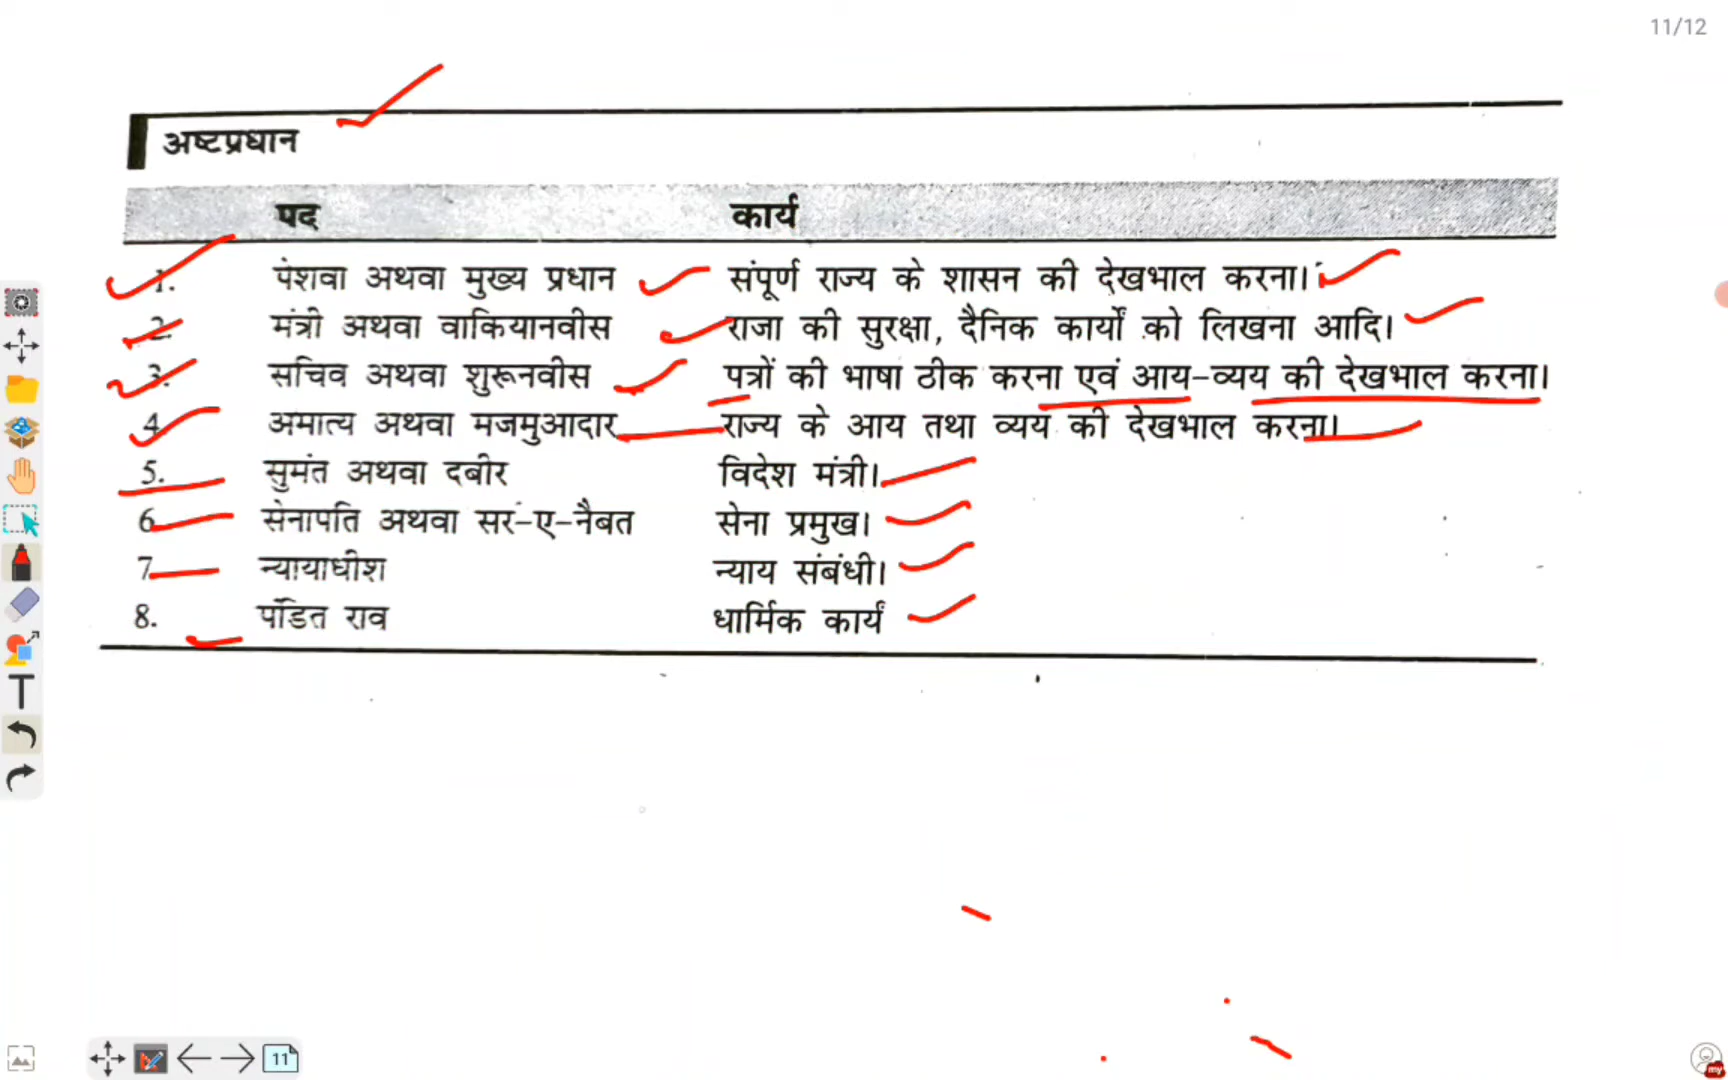 11/12
अष्टप्रधान
पद कार्य
1. पेशवा अथवा मुख्य प्रधान संपूर्ण राज्य के शासन की देखभाल करना।
2. मंत्री अथवा वाकियानवीस राजा की सुरक्षा, दैनिक कार्यों को लिखना आदि।
3. सचिव अथवा शुरूनवीस पत्रों की भाषा ठीक करना एवं आय-व्यय की देखभाल करना।
4. अमात्य अथवा मजमुआदार राज्य के आय तथा व्यय की देखभाल करना।
5. सुमंत अथवा दबीर विदेश मंत्री।
6. सेनापति अथवा सर-ए-नैबत सेना प्रमुख।
7. न्यायाधीश न्याय संबंधी।
8. पंडित राव धार्मिक कार्य
T
11
my